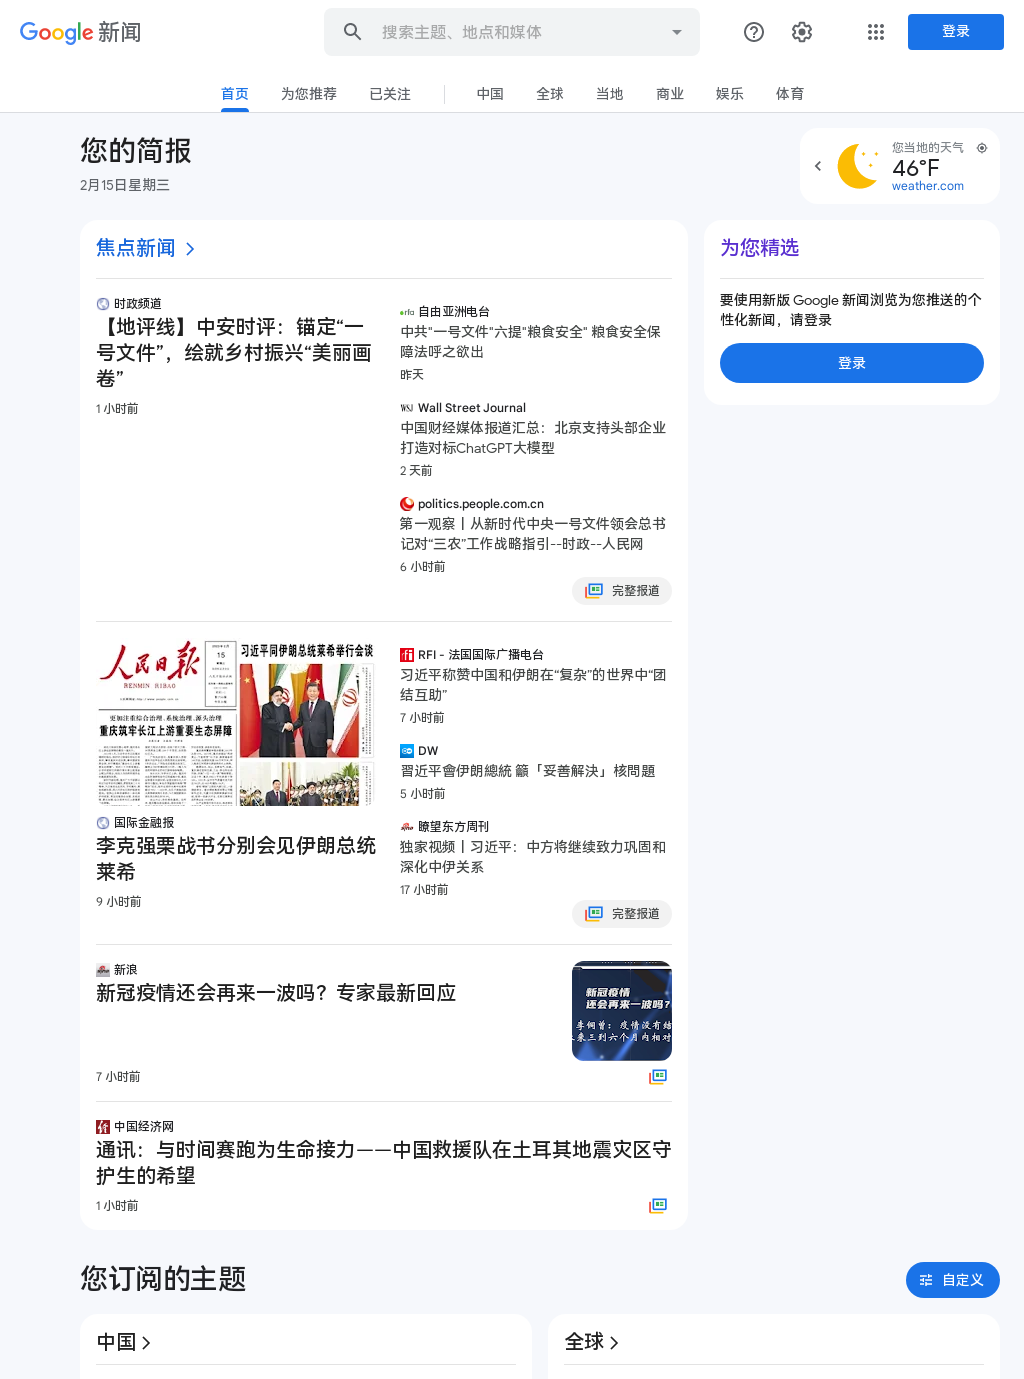 Google 新闻
搜索主题、地点和媒体
登录
首页
为您推荐
已关注
中国
全球
当地
商业
娱乐
体育
您的简报
2月15日星期三
您当地的天气
46°F
weather.com
焦点新闻
时政频道
【地评线】中安时评：锚定“一
号文件”，绘就乡村振兴“美丽画
卷”
1 小时前
rfa 自由亚洲电台
中共"一号文件"六提"粮食安全" 粮食安全保
障法呼之欲出
昨天
WSJ Wall Street Journal
中国财经媒体报道汇总：北京支持头部企业
打造对标ChatGPT大模型
2 天前
politics.people.com.cn
第一观察丨从新时代中央一号文件领会总书
记对“三农”工作战略指引--时政--人民网
6 小时前
完整报道
为您精选
要使用新版 Google 新闻浏览为您推送的个
性化新闻，请登录
登录
人民日报
RENMIN RIBAO
15
习近平同伊朗总统莱希举行会谈
更加注重综合治理、系统治理、源头治理
重庆筑牢长江上游重要生态屏障
国际金融报
李克强栗战书分别会见伊朗总统
莱希
9 小时前
rfi RFI - 法国国际广播电台
习近平称赞中国和伊朗在“复杂”的世界中“团
结互助”
7 小时前
DW
習近平會伊朗總統 籲「妥善解決」核問題
5 小时前
瞭望东方周刊
独家视频丨习近平：中方将继续致力巩固和
深化中伊关系
17 小时前
完整报道
新浪
新冠疫情还会再来一波吗？专家最新回应
7 小时前
新冠疫情
还会再来一波吗？
李侗曾：疫情没有结
来三到六个月内相对
中国经济网
通讯：与时间赛跑为生命接力——中国救援队在土耳其地震灾区守
护生的希望
1 小时前
您订阅的主题
自定义
中国
全球